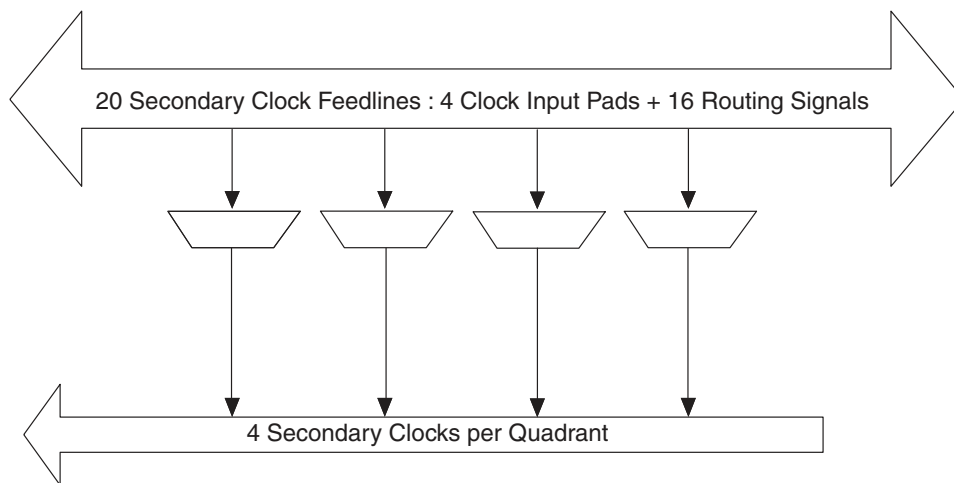 20 Secondary Clock Feedlines : 4 Clock Input Pads + 16 Routing Signals
4 Secondary Clocks per Quadrant